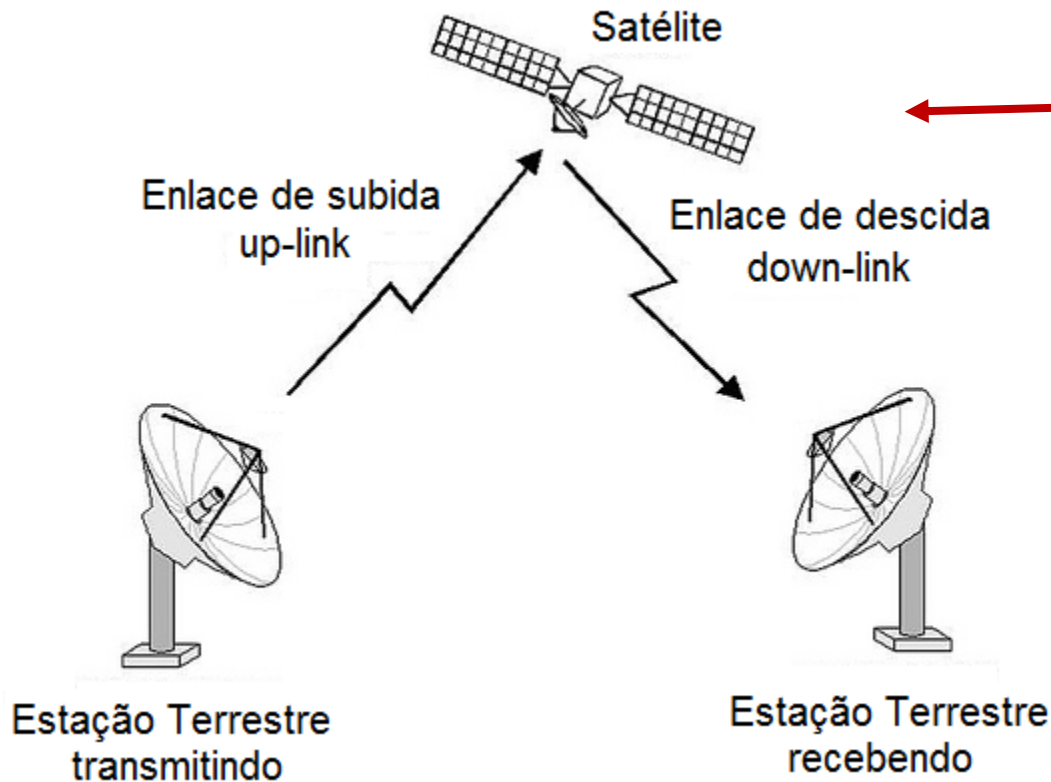 Satélite
Enlace de subida
up-link
Enlace de descida
down-link
Estação Terrestre
transmitindo
Estação Terrestre
recebendo